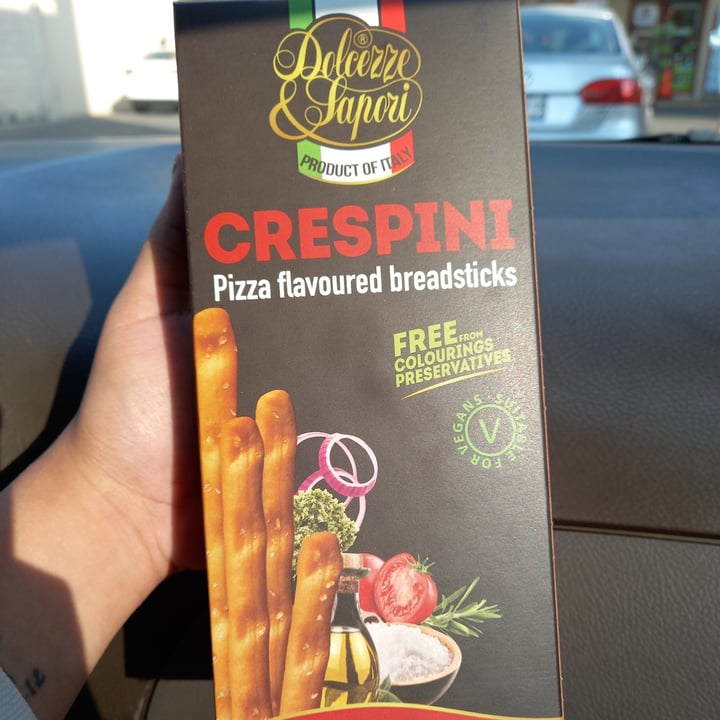 Dolcezze®
& Sapori
PRODUCT OF ITALY
CRESPINI
Pizza flavoured breadsticks
FREE FROM
COLOURINGS
PRESERVATIVES
SUITABLE FOR VEGANS
V